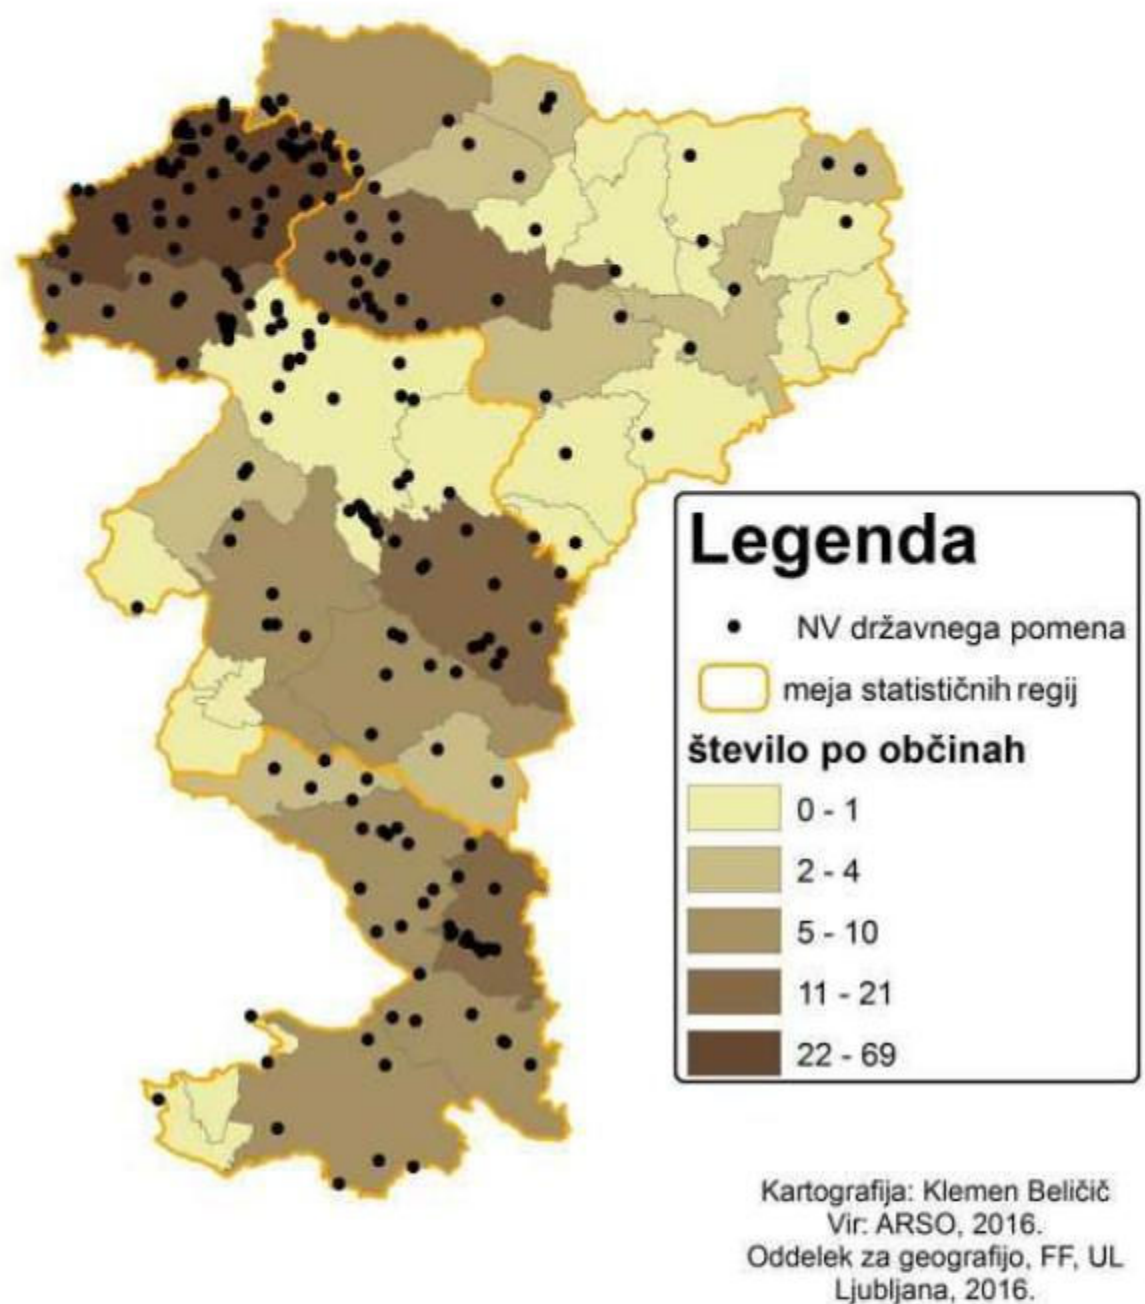 Legenda
NV državnega pomena
meja statističnih regij
število po občinah
0 - 1
2 - 4
5 - 10
11 - 21
22 - 69
Kartografija: Klemen Beličič
Vir: ARSO, 2016.
Oddelek za geografijo, FF, UL
Ljubljana, 2016.